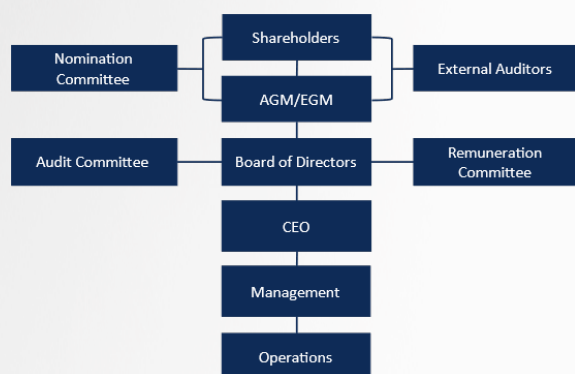 Shareholders
Nomination
Committee
External Auditors
AGM/EGM
Audit Committee
Board of Directors
Remuneration
Committee
CEO
Management
Operations